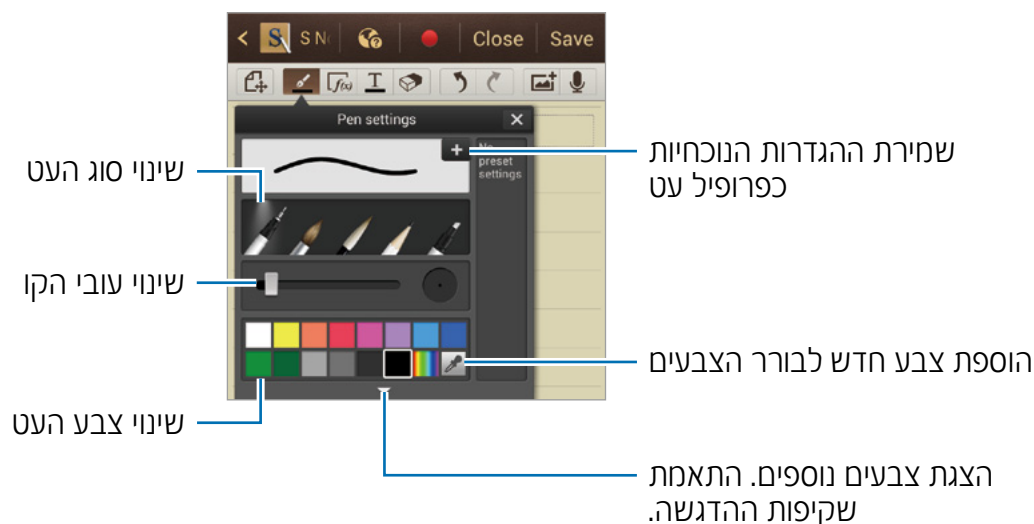 S No
Close
Save
f(x)
T
Pen settings
No
preset
settings
שמירת ההגדרות הנוכחיות
כפרופיל עט
שינוי סוג העט
שינוי עובי הקו
הוספת צבע חדש לבורר הצבעים
שינוי צבע העט
הצגת צבעים נוספים. התאמת
שקיפות ההדגשה.